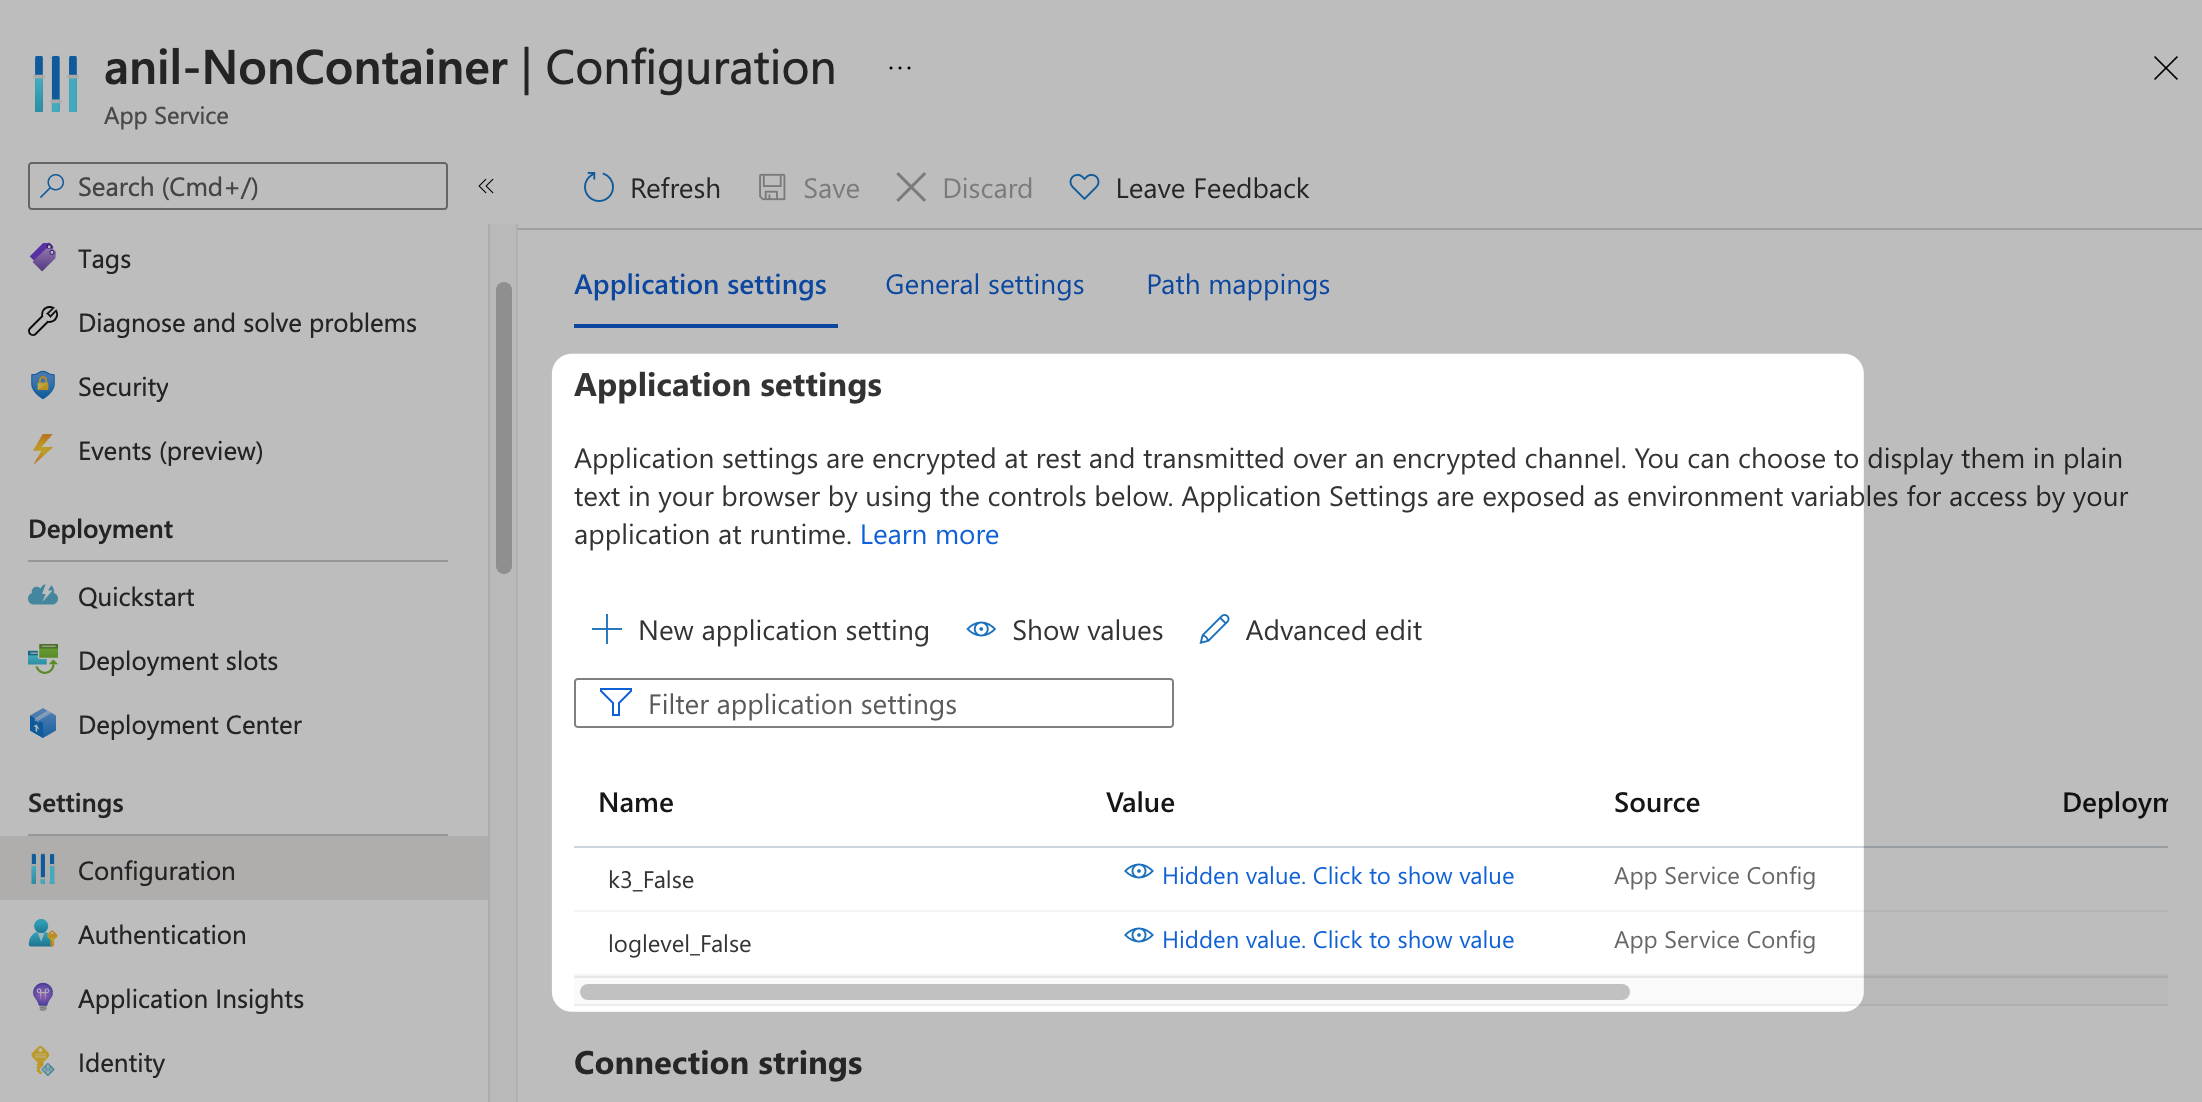 anil-NonContainer | Configuration ...
App Service
Search (Cmd+/)
«
Refresh Save Discard Leave Feedback
Tags
Diagnose and solve problems
Security
Events (preview)
Deployment
Quickstart
Deployment slots
Deployment Center
Settings
Configuration
Authentication
Application Insights
Identity
Application settings General settings Path mappings
Application settings
Application settings are encrypted at rest and transmitted over an encrypted channel. You can choose to display them in plain
text in your browser by using the controls below. Application Settings are exposed as environment variables for access by your
application at runtime. Learn more
New application setting Show values Advanced edit
Filter application settings
Name Value Source Deploym
k3_False Hidden value. Click to show value App Service Config
loglevel_False Hidden value. Click to show value App Service Config
Connection strings